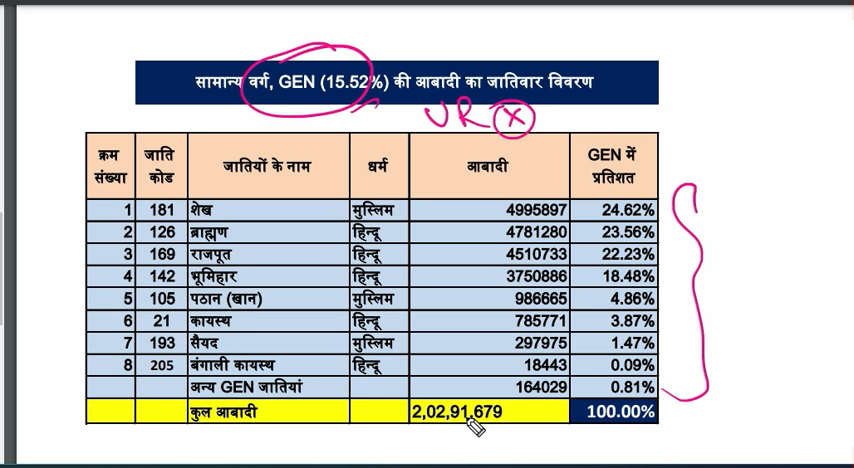 सामान्य वर्ग, GEN (15.52%) की आबादी का जातिवार विवरण
UR X
क्रम संख्या जाति कोड जातियों के नाम धर्म आबादी GEN में प्रतिशत
1 181 शेख मुस्लिम 4995897 24.62%
2 126 ब्राह्मण हिन्दू 4781280 23.56%
3 169 राजपूत हिन्दू 4510733 22.23%
4 142 भूमिहार हिन्दू 3750886 18.48%
5 105 पठान (खान) मुस्लिम 986665 4.86%
6 21 कायस्थ हिन्दू 785771 3.87%
7 193 सैयद मुस्लिम 297975 1.47%
8 205 बंगाली कायस्थ हिन्दू 18443 0.09%
अन्य GEN जातियां 164029 0.81%
कुल आबादी 2,02,91,679 100.00%